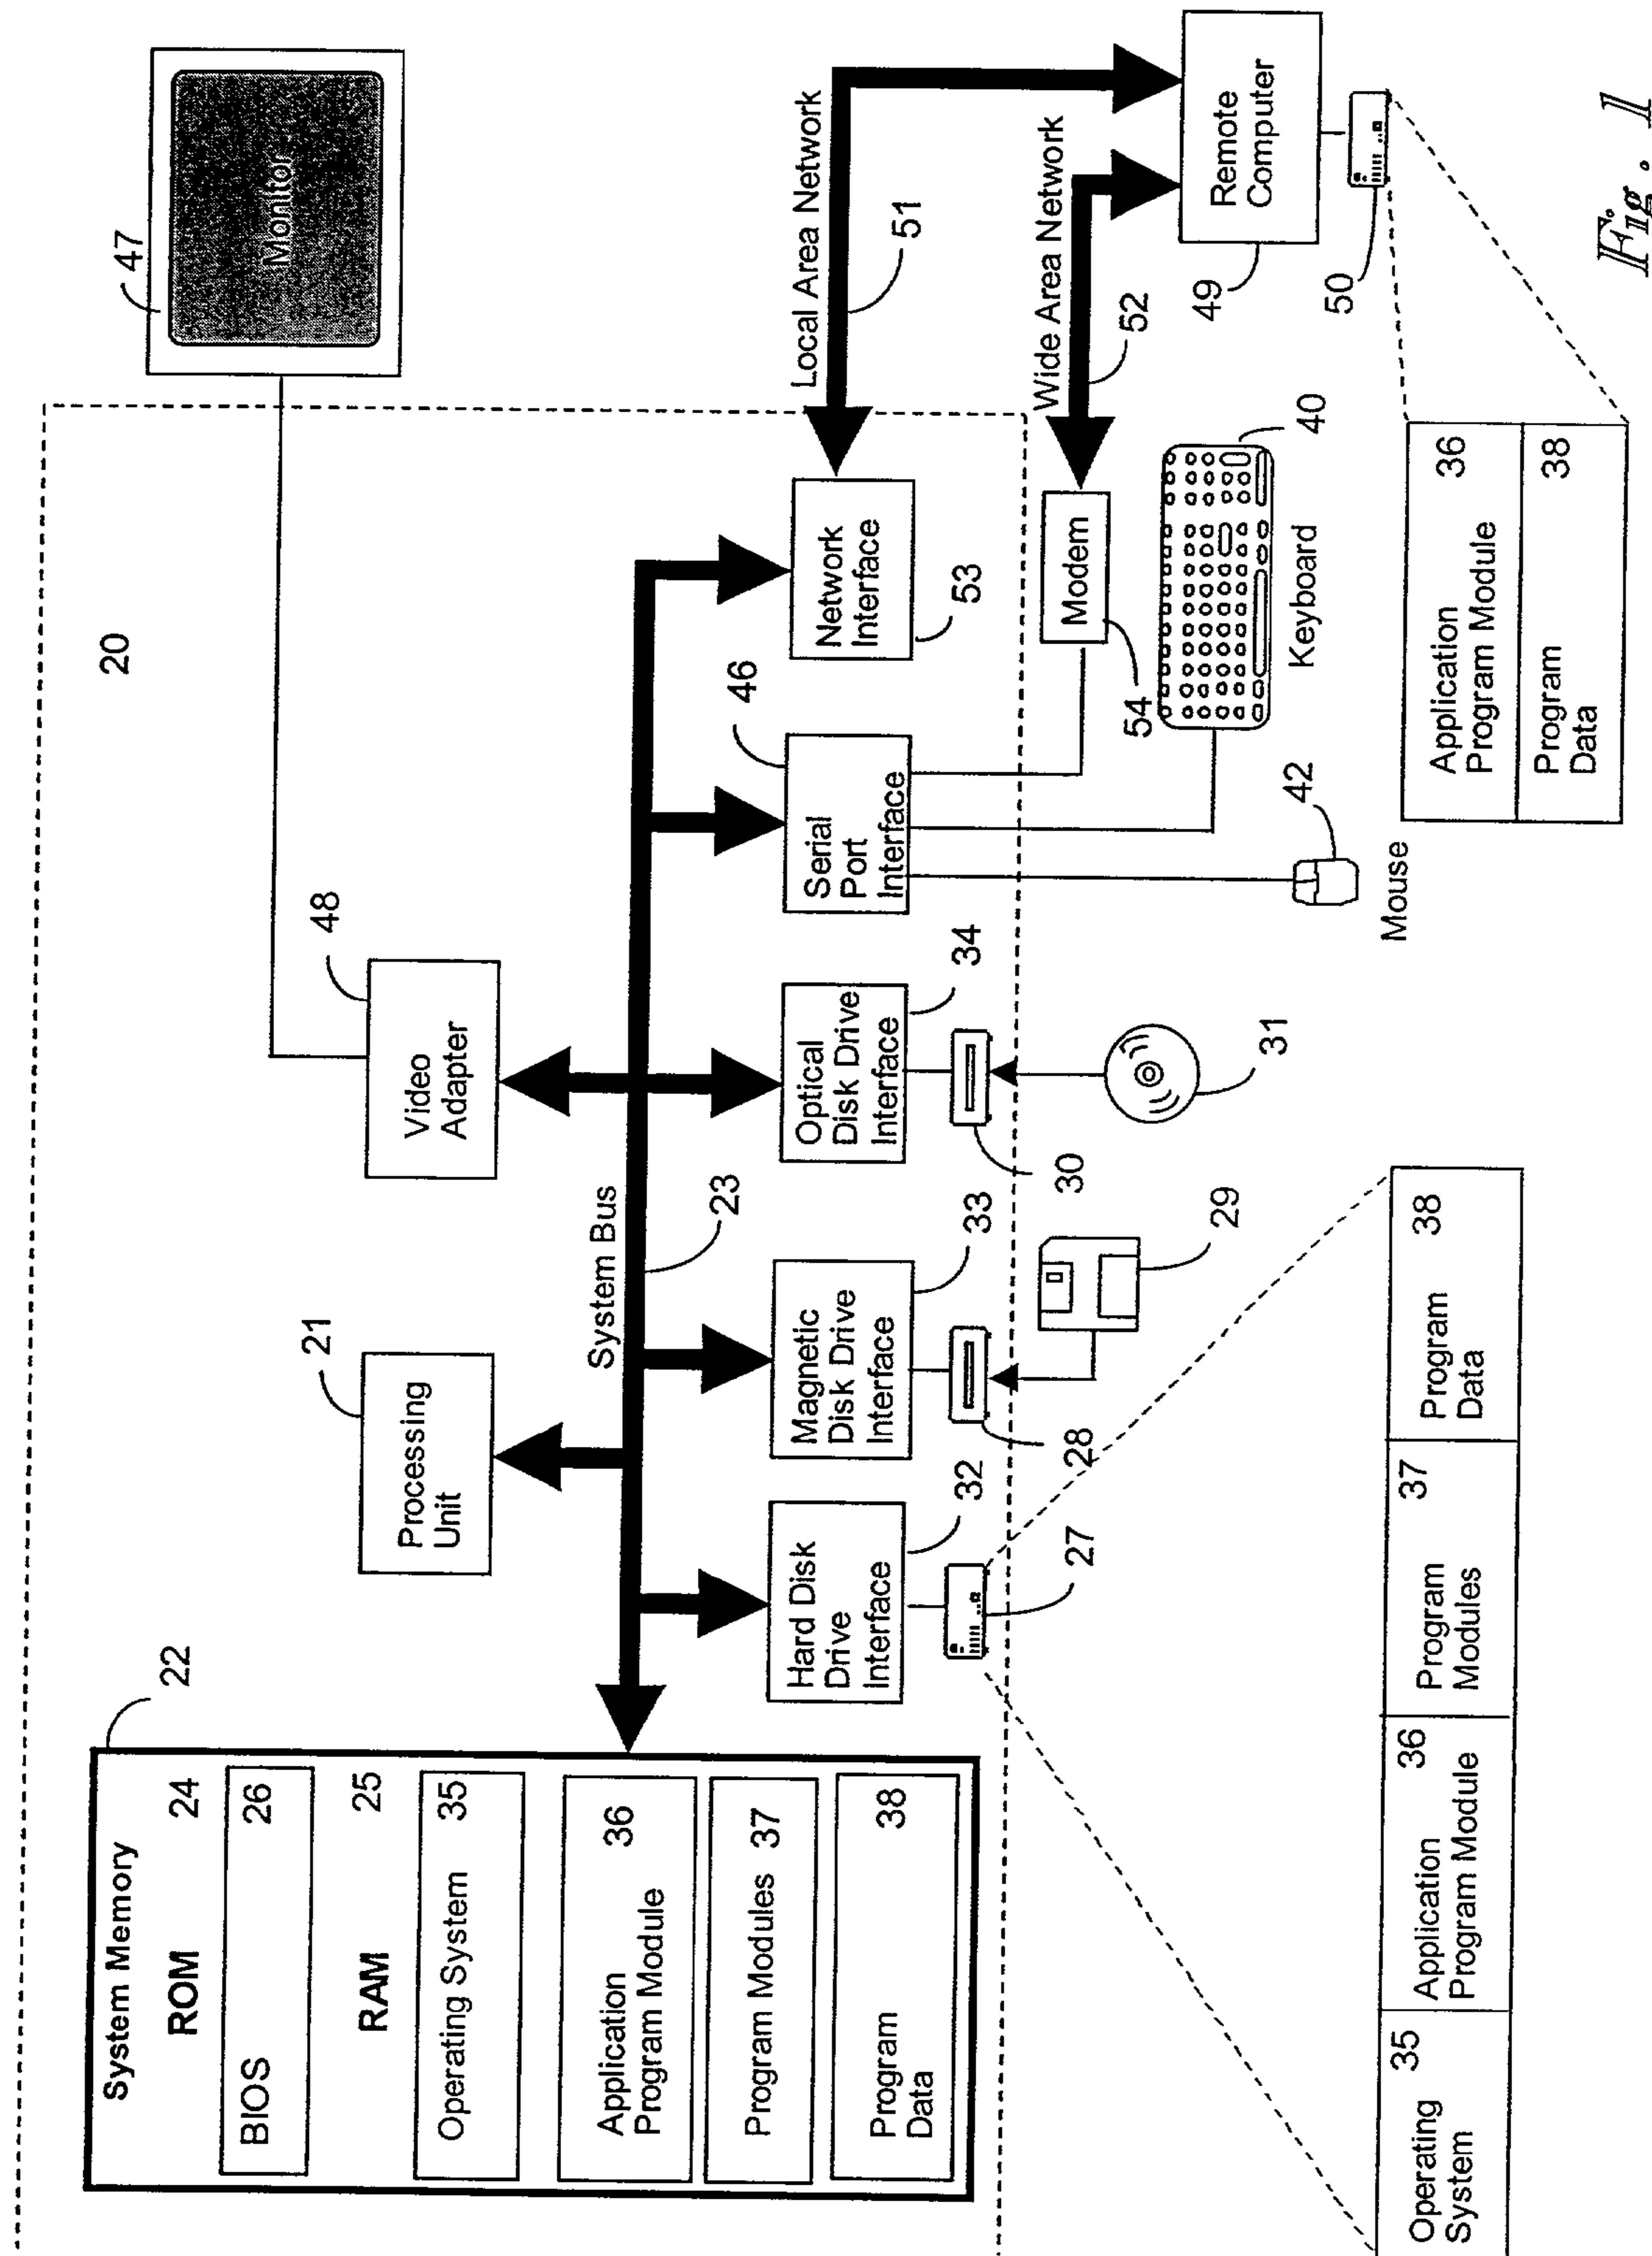 20
System Memory
22
ROM 24
BIOS 26
RAM 25
Operating System 35
Application
Program Module
36
Program Modules 37
Program
Data
38
Processing
Unit
21
Video
Adapter
48
47
Monitor
System Bus
23
Hard Disk
Drive
Interface
32
27
Magnetic
Disk Drive
Interface
33
28
29
Optical
Disk Drive
Interface
34
30
31
Serial
Port
Interface
46
Network
Interface
53
Local Area Network
51
Modem
54
Wide Area Network
52
Remote
Computer
49
50
Keyboard
40
Mouse
42
Operating
System
35
Application
Program Module
36
Program
Modules
37
Program
Data
38
Application
Program Module
36
Program
Data
38
Fig. 1